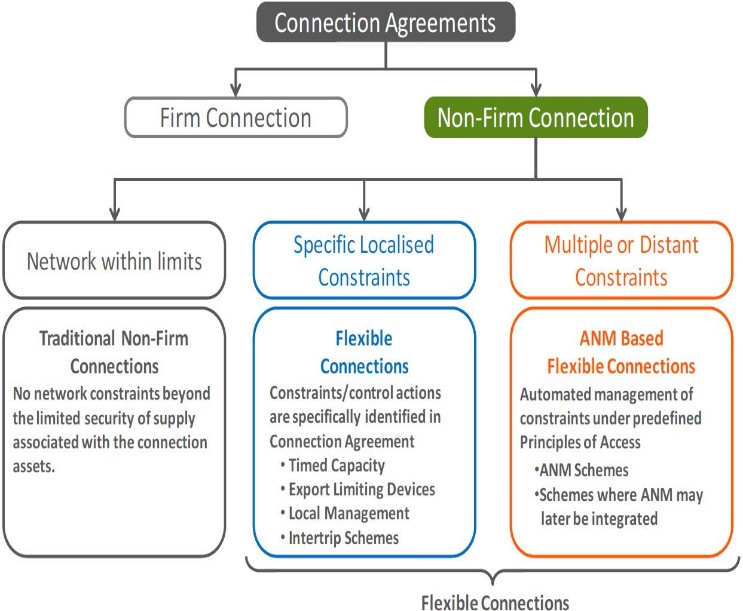 Connection Agreements
Firm Connection
Non-Firm Connection
Network within limits
Specific Localised
Constraints
Multiple or Distant
Constraints
Traditional Non-Firm
Connections
No network constraints beyond
the limited security of supply
associated with the connection
assets.
Flexible
Connections
Constraints/control actions
are specifically identified in
Connection Agreement
• Timed Capacity
• Export Limiting Devices
• Local Management
• Intertrip Schemes
ANM Based
Flexible Connections
Automated management of
constraints under predefined
Principles of Access
•ANM Schemes
•Schemes where ANM may
later be integrated
Flexible Connections